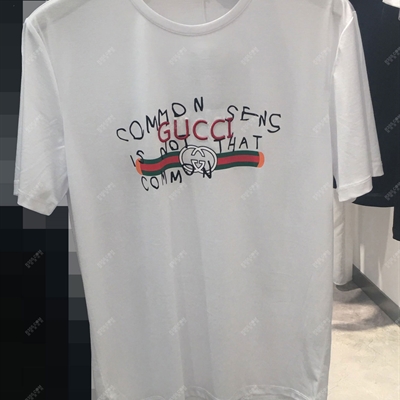 COMMON SENS
GUCCI
IS NOT THAT
COMMON